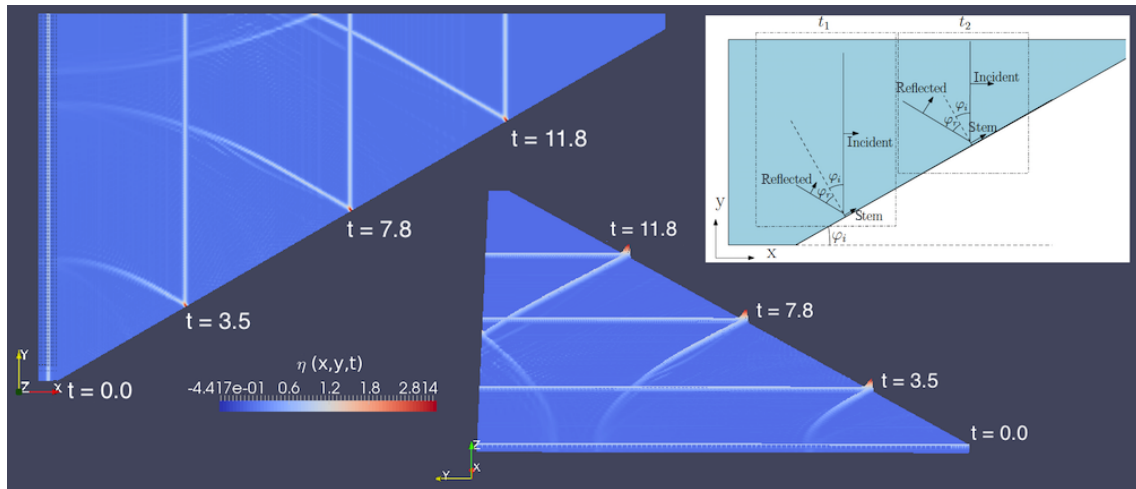 t = 11.8
t = 7.8
t = 3.5
t = 0.0
Y
Z X
η (x,y,t)
-4.417e-01 0.6 1.2 1.8 2.814
t = 11.8
t = 7.8
t = 3.5
t = 0.0
Z
Y X
t₁ t₂
Reflected
Incident
φᵢ
φᵣ
Stem
Incident
Reflected
φᵢ
φᵣ
Stem
y
x
φᵢ